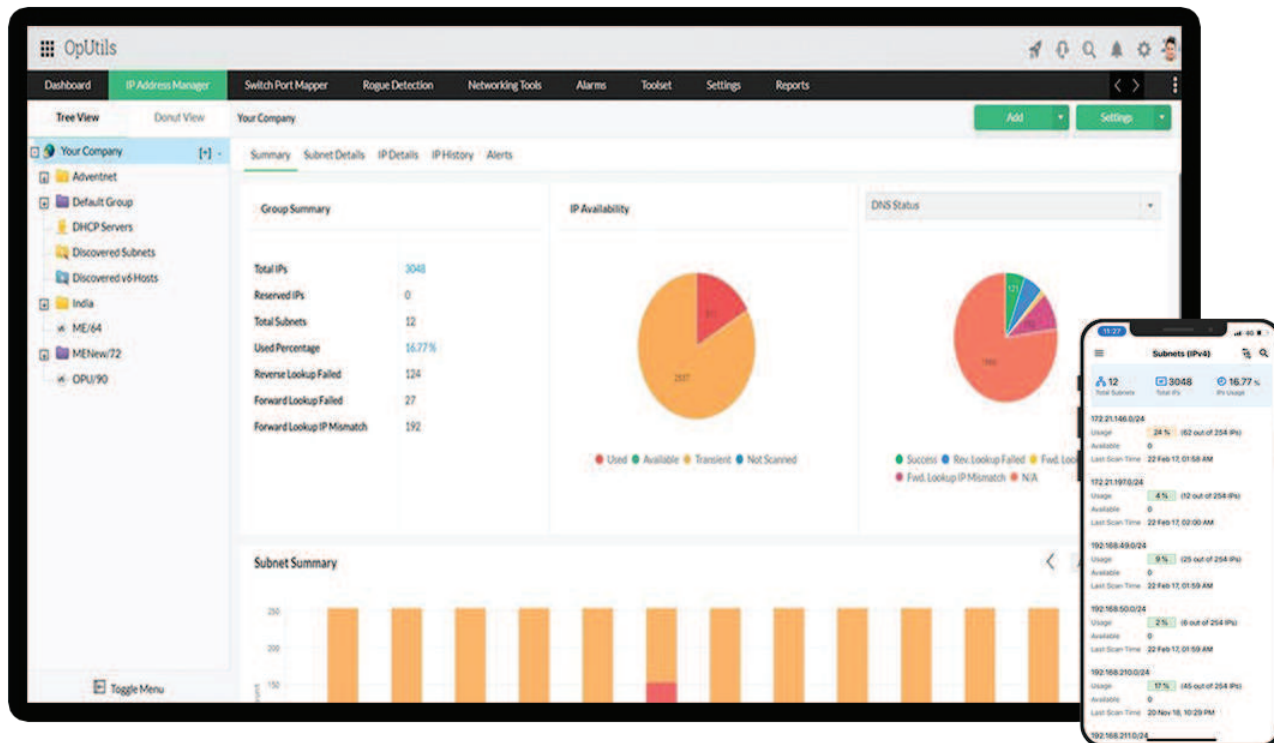 OpUtils
Dashboard IP Address Manager Switch Port Mapper Rogue Detection Networking Tools Alarms Toolset Settings Reports
Tree View Donut View Your Company Add Settings
Your Company [+]
Summary Subnet Details IP Details IP History Alerts
Adventnet
Default Group
DHCP Servers
Discovered Subnets
Discovered v6 Hosts
India
ME/64
MENew/72
OPU/90
Toggle Menu
Group Summary
Total IPs 3048
Reserved IPs 0
Total Subnets 12
Used Percentage 16.77%
Reverse Lookup Failed 124
Forward Lookup Failed 27
Forward Lookup IP Mismatch 192
IP Availability
2537
Used Available Transient Not Scanned
DNS Status
121
Success Rev. Lookup Failed Fwd.
Fwd. Lookup IP Mismatch N/A
Subnet Summary
250
200
150
11:27 4G
Subnets (IPv4)
12 3048 16.77 %
Total Subnets Total IPs IPs Usage
172.21.146.0/24
Usage 24 % (62 out of 254 IPs)
Available 0
Last Scan Time 22 Feb 17, 01:58 AM
172.21.197.0/24
Usage 4 % (12 out of 254 IPs)
Available 0
Last Scan Time 22 Feb 17, 02:00 AM
192.168.49.0/24
Usage 9 % (25 out of 254 IPs)
Available 0
Last Scan Time 22 Feb 17, 01:59 AM
192.168.50.0/24
Usage 2 % (6 out of 254 IPs)
Available 0
Last Scan Time 22 Feb 17, 01:59 AM
192.168.210.0/24
Usage 17 % (45 out of 254 IPs)
Available 0
Last Scan Time 20 Nov 18, 10:29 PM
192.168.211.0/24